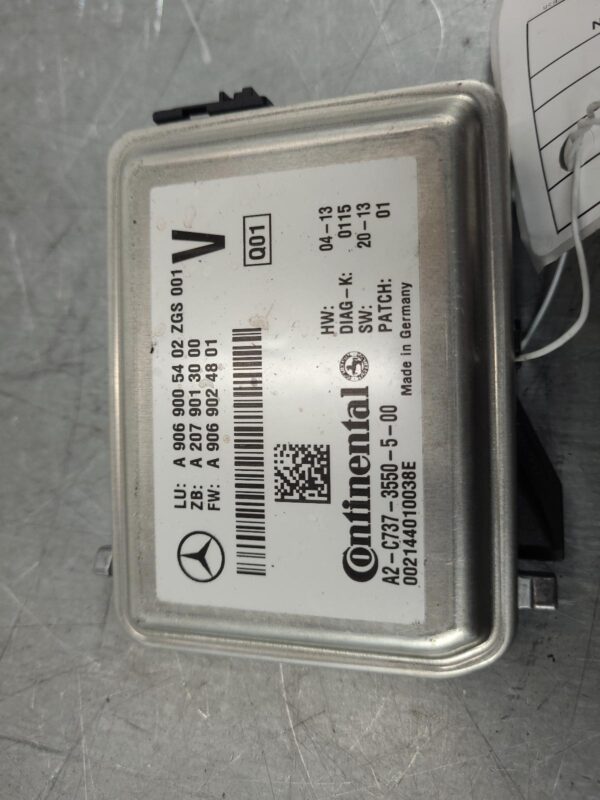 LU: A 906 900 54 02 ZGS 001
ZB: A 207 901 30 00
FW: A 906 902 48 01
V
Q01
HW: 04-13
DIAG-K: 0115
SW: 20-13
PATCH: 01
Continental
A2-C737-3550-5-00
Made in Germany
002144010038E